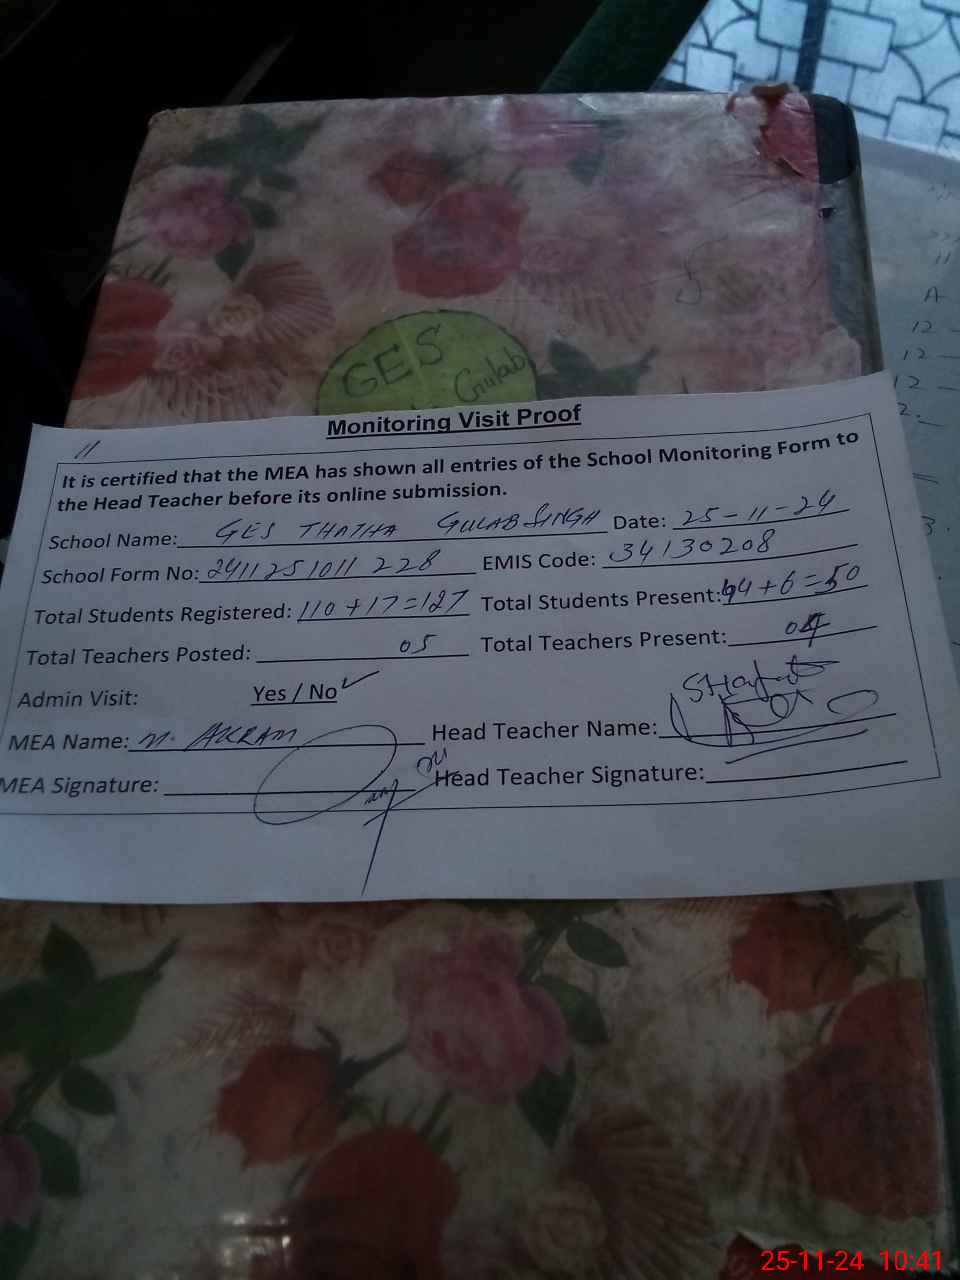 GES
Gulab
Monitoring Visit Proof
11
It is certified that the MEA has shown all entries of the School Monitoring Form to
the Head Teacher before its online submission.
School Name: GES THATHA GULAB SINGH Date: 25-11-24
School Form No: 2411251011228 EMIS Code: 34130208
Total Students Registered: 110+17=127 Total Students Present: 44+6=50
Total Teachers Posted: 05 Total Teachers Present: 04
Admin Visit: Yes / No ✓
MEA Name: M. AKRAM Head Teacher Name:
MEA Signature: Head Teacher Signature:
A
12
12
12
25-11-24 10:41